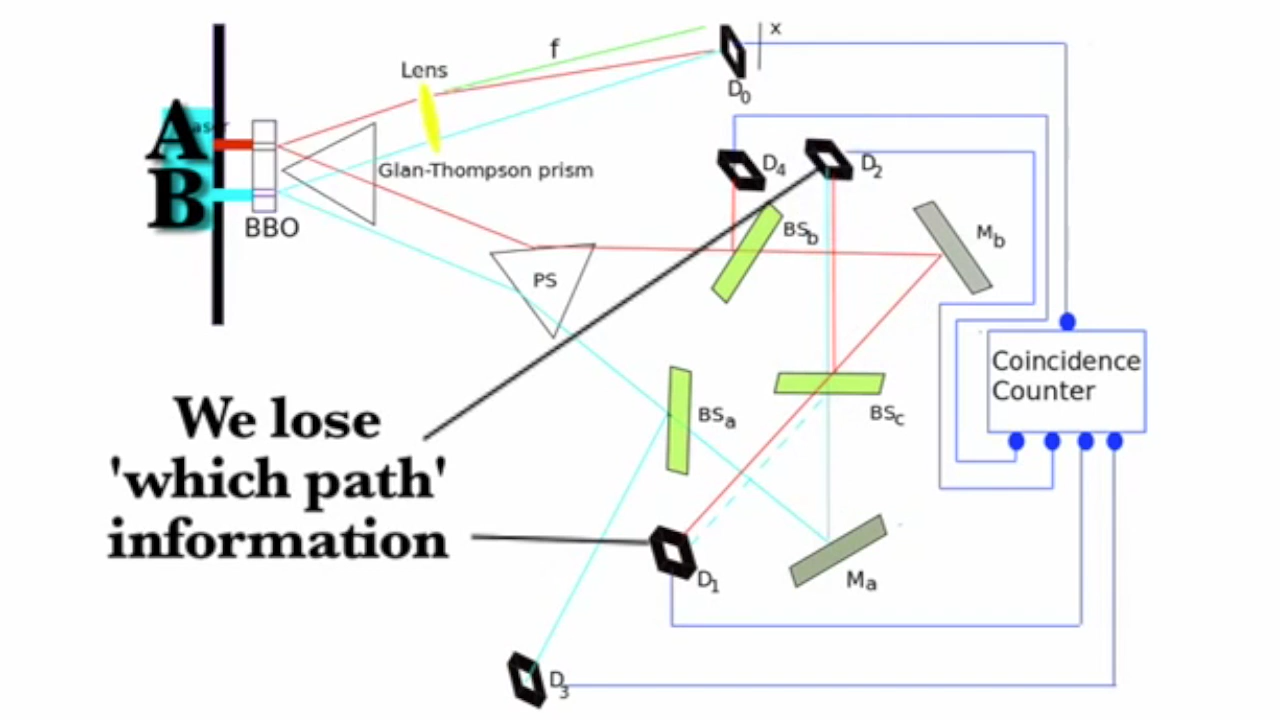 x
f
Lens
D0
A
B
Glan-Thompson prism
D4
D2
BBO
BSb
Mb
PS
Coincidence
Counter
We lose
'which path'
information
BSa
BSc
D1
Ma
D3